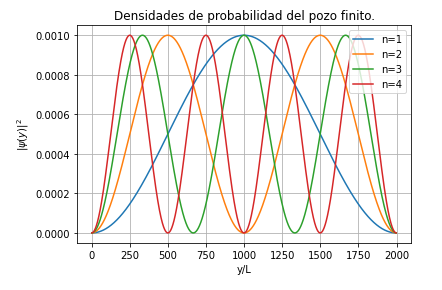 Densidades de probabilidad del pozo finito.
n=1
n=2
n=3
n=4
|ψ(y)|²
0.0010
0.0008
0.0006
0.0004
0.0002
0.0000
0 250 500 750 1000 1250 1500 1750 2000
y/L